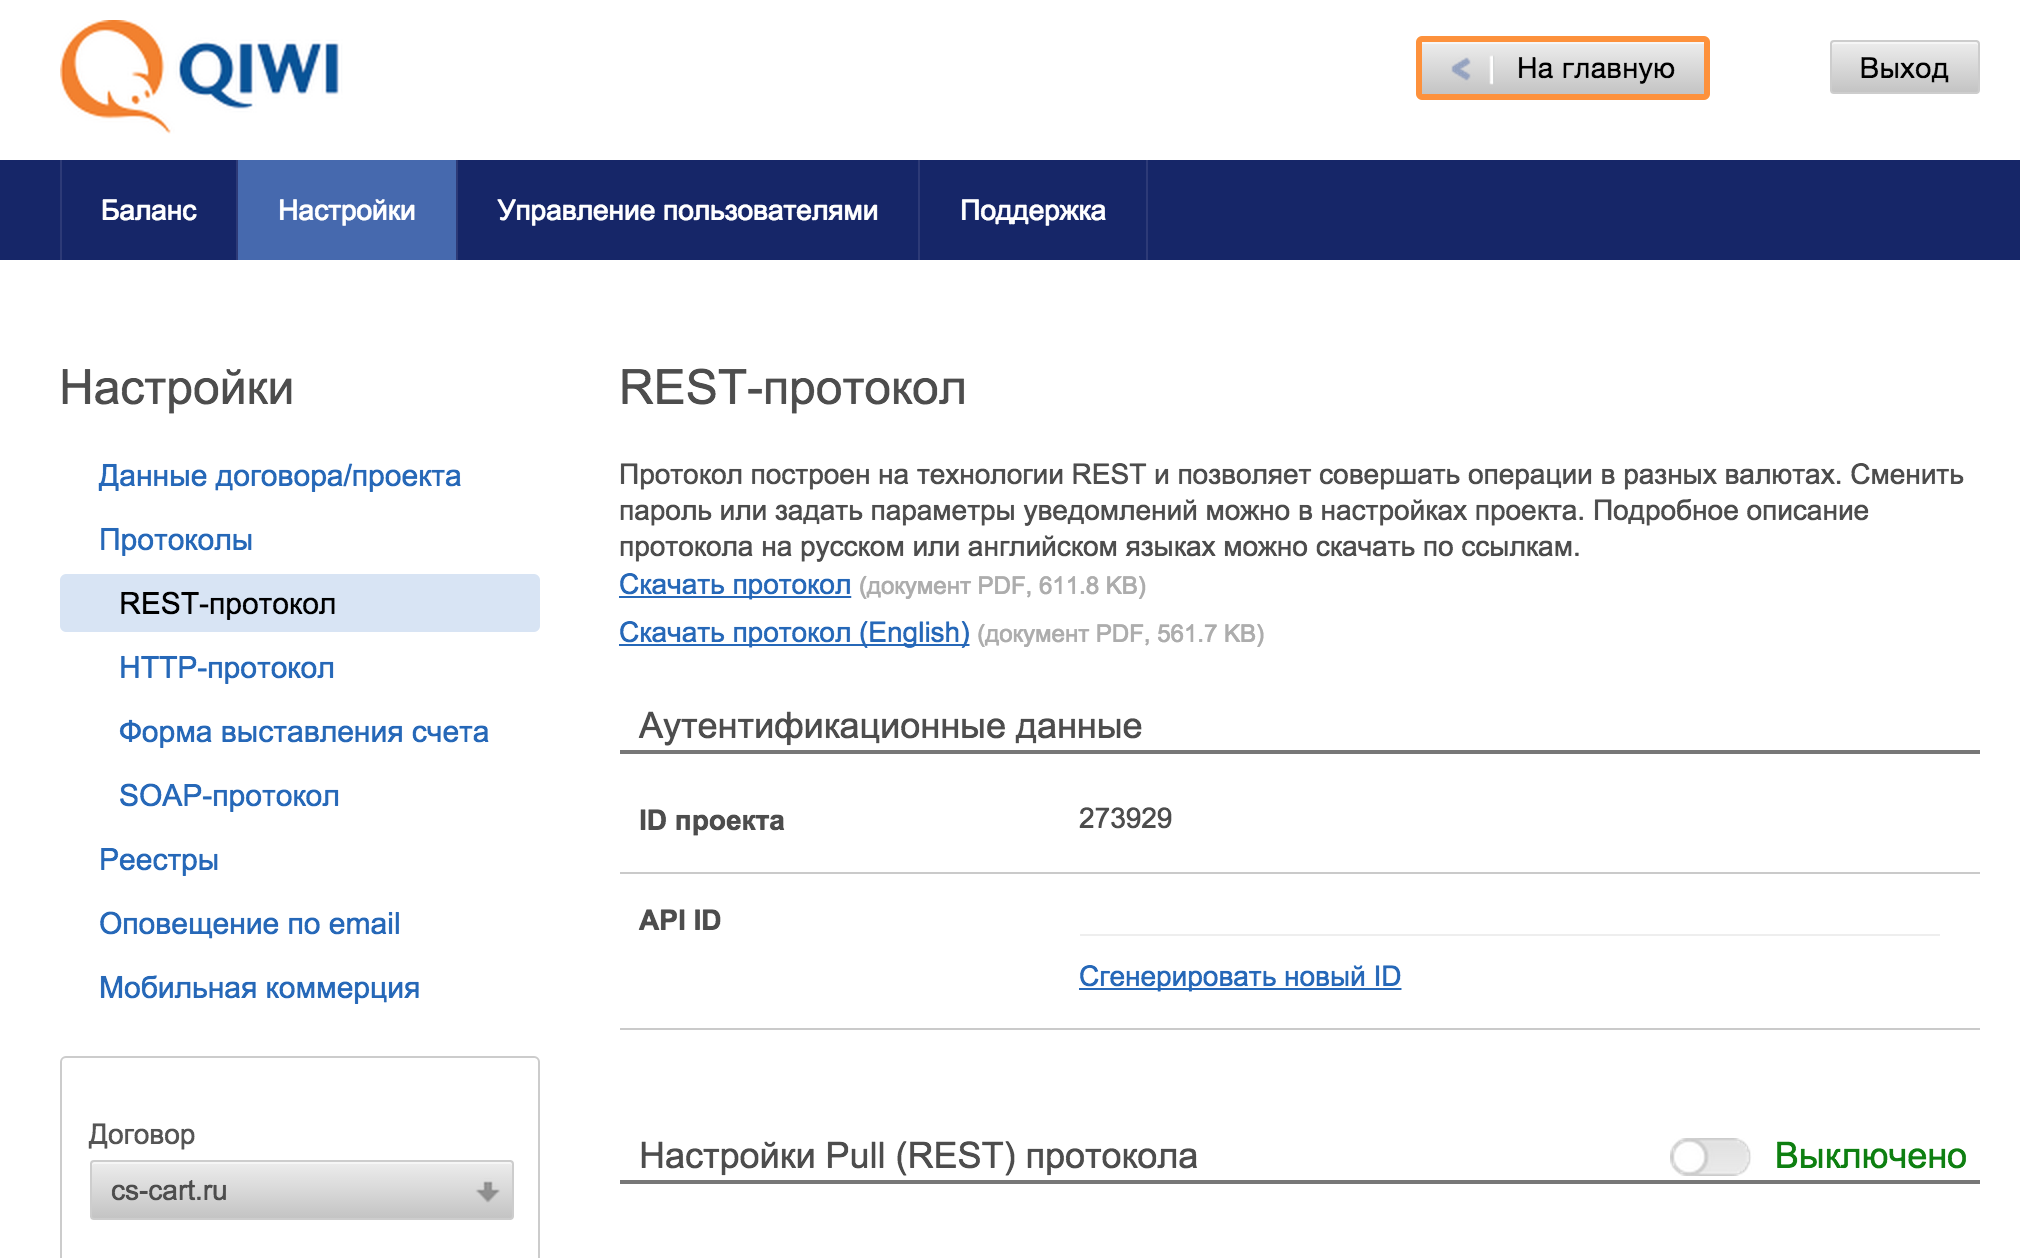 QIWI
На главную
Выход
Баланс
Настройки
Управление пользователями
Поддержка
Настройки
Данные договора/проекта
Протоколы
REST-протокол
HTTP-протокол
Форма выставления счета
SOAP-протокол
Реестры
Оповещение по email
Мобильная коммерция
Договор
cs-cart.ru
REST-протокол
Протокол построен на технологии REST и позволяет совершать операции в разных валютах. Сменить
пароль или задать параметры уведомлений можно в настройках проекта. Подробное описание
протокола на русском или английском языках можно скачать по ссылкам.
Скачать протокол (документ PDF, 611.8 KB)
Скачать протокол (English) (документ PDF, 561.7 KB)
Аутентификационные данные
ID проекта 273929
API ID
Сгенерировать новый ID
Настройки Pull (REST) протокола Выключено